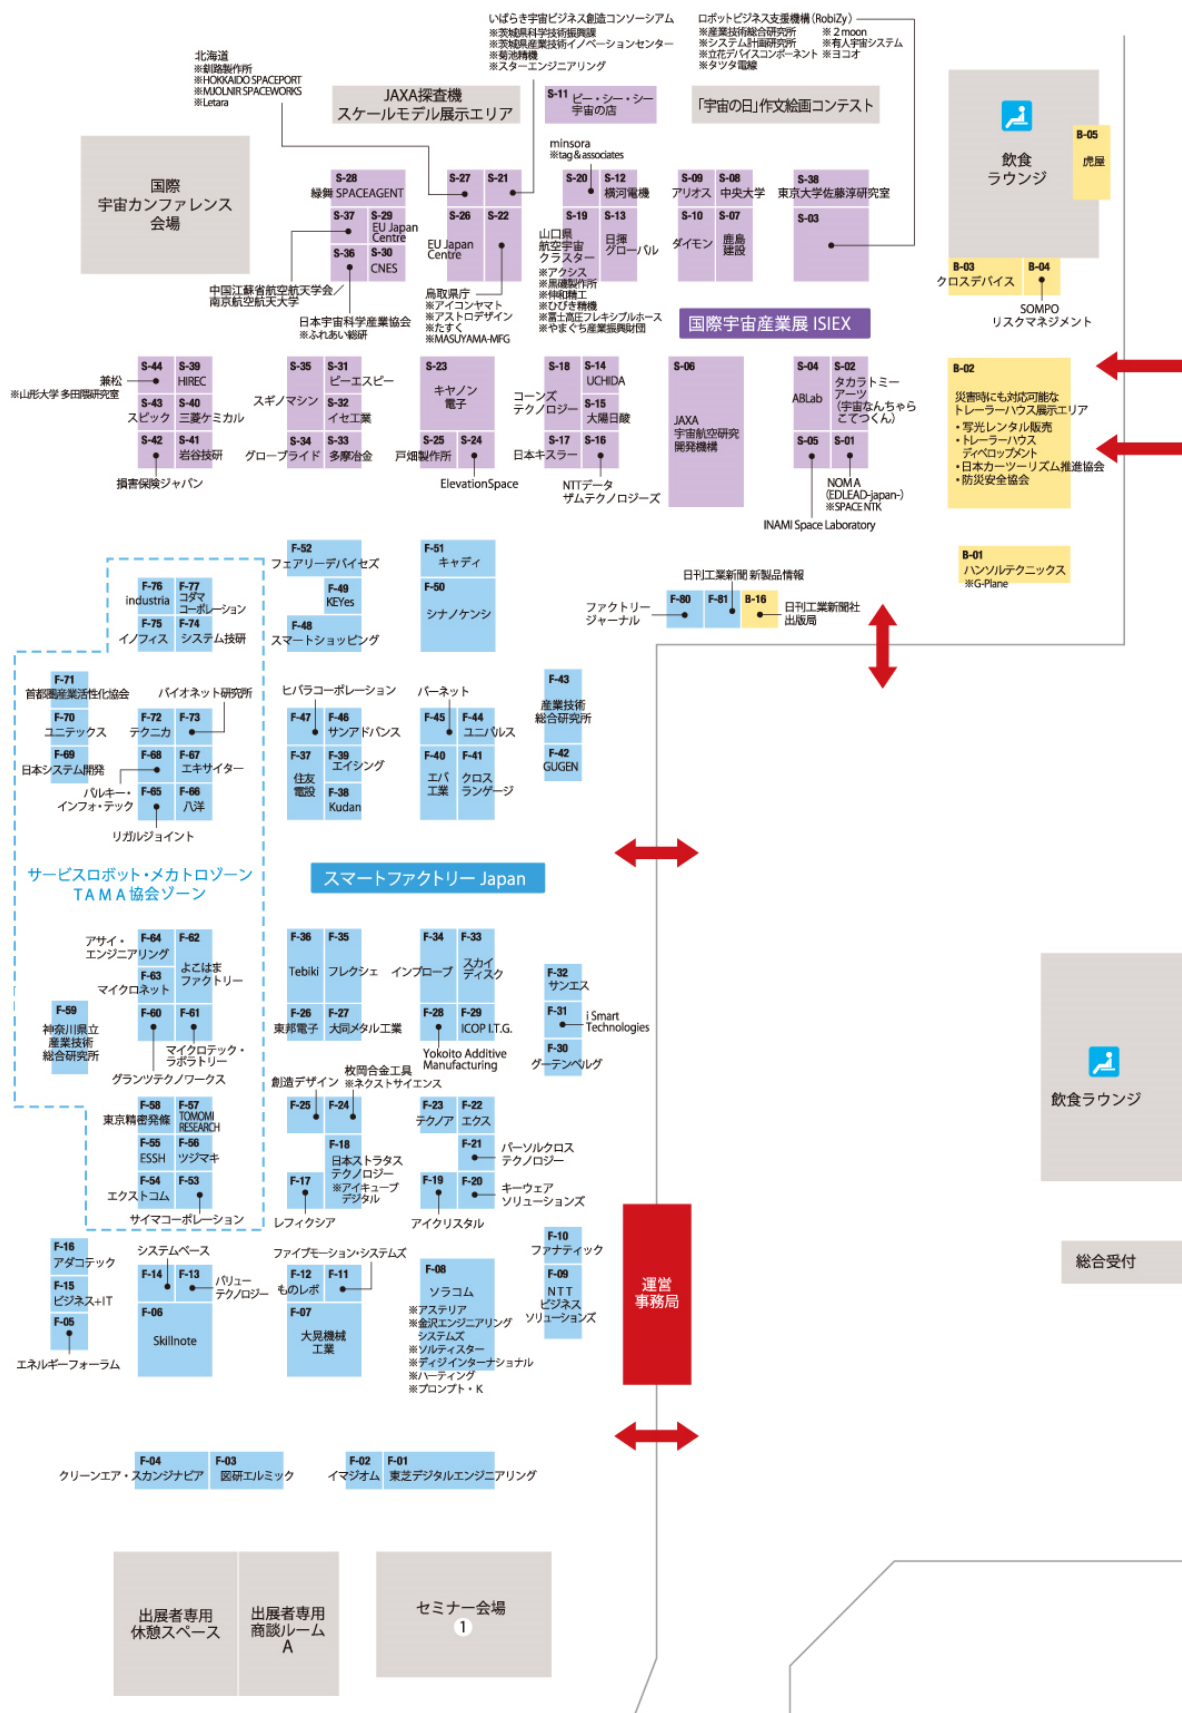 いばらき宇宙ビジネス創造コンソーシアム
※茨城県科学技術振興課
※茨城県産業技術イノベーションセンター
※菊池精機
※スターエンジニアリング
ロボットビジネス支援機構(RobiZy)
※産業技術総合研究所 ※2moon
※システム計画研究所 ※有人宇宙システム
※立花デバイスコンポーネント ※ヨコオ
※タツタ電線
北海道
※釧路製作所
※HOKKAIDO SPACEPORT
※MJOLNIR SPACEWORKS
※Letara
JAXA探査機
スケールモデル展示エリア
S-11 ビー・シー・シー
宇宙の店
「宇宙の日」作文絵画コンテスト
飲食
ラウンジ
B-05
虎屋
国際
宇宙カンファレンス
会場
minsora
※tag&associates
S-28
縁舞 SPACEAGENT
S-37
S-29
EU Japan
Centre
S-36
S-30
CNES
中国江蘇省航空航天学会／
南京航空航天大学
日本宇宙科学産業協会
※ふれあい総研
S-27
S-21
S-26
EU Japan
Centre
S-22
鳥取県庁
※アイコンヤマト
※アストロデザイン
※たすく
※MASUYAMA-MFG
S-20
S-12
横河電機
S-19
山口県
航空宇宙
クラスター
※アクシス
※黒磯製作所
※伸和精工
※ひびき精機
※冨士高圧フレキシブルホース
※やまぐち産業振興財団
S-13
日揮
グローバル
S-09
アリオス
S-08
中央大学
S-10
ダイモン
S-07
鹿島
建設
S-38
東京大学佐藤淳研究室
S-03
B-03
クロスデバイス
B-04
SOMPO
リスクマネジメント
国際宇宙産業展 ISIEX
S-44
兼松
※山形大学 多田隈研究室
S-39
HIREC
S-43
スピック
S-40
三菱ケミカル
S-42
S-41
岩谷技研
損害保険ジャパン
S-35
スギノマシン
S-31
ピーエスピー
S-32
イセ工業
S-34
グローブライド
S-33
多摩冶金
S-23
キヤノン
電子
S-25
戸畑製作所
S-24
ElevationSpace
S-18
コーンズ
テクノロジー
S-14
UCHIDA
S-15
大陽日酸
S-17
日本キスラー
S-16
NTTデータ
ザムテクノロジーズ
S-06
JAXA
宇宙航空研究
開発機構
S-04
ABLab
S-02
タカラトミー
アーツ
(宇宙なんちゃら
こてつくん)
S-05
S-01
NOMA
(EDLEAD-japan-)
※SPACE NTK
INAMI Space Laboratory
B-02
災害時にも対応可能な
トレーラーハウス展示エリア
・写光レンタル販売
・トレーラーハウス
ディベロップメント
・日本カーツーリズム推進協会
・防災安全協会
B-01
ハンソルテクニックス
※G-Plane
日刊工業新聞 新製品情報
ファクトリー
ジャーナル
F-80
F-81
B-16
日刊工業新聞社
出版局
F-52
フェアリーデバイセズ
F-49
KEYes
F-48
スマートショッピング
F-51
キャディ
F-50
シナノケンシ
F-76
industria
F-77
コダマ
コーポレーション
F-75
イノフィス
F-74
システム技研
F-71
首都圏産業活性化協会
F-70
ユニテックス
F-69
日本システム開発
バイオネット研究所
F-72
テクニカ
F-73
F-68
F-67
エキサイター
バルキー・
インフォ・テック
F-65
F-66
八洋
リガルジョイント
ヒバラコーポレーション
F-47
F-46
サンアドバンス
F-37
住友
電設
F-39
エイシング
F-38
Kudan
バーネット
F-45
F-44
ユニパルス
F-40
エバ
工業
F-41
クロス
ランゲージ
F-43
産業技術
総合研究所
F-42
GUGEN
サービスロボット・メカトロゾーン
TAMA協会ゾーン
スマートファクトリー Japan
F-64
アサイ・
エンジニアリング
F-62
よこはま
ファクトリー
F-63
マイクロネット
F-59
神奈川県立
産業技術
総合研究所
F-60
F-61
マイクロテック・
ラボラトリー
グランツテクノワークス
F-36
Tebiki
F-35
フレクシェ
F-26
東邦電子
F-27
大同メタル工業
F-34
インプローブ
F-33
スカイ
ディスク
F-28
F-29
ICOP I.T.G.
Yokoito Additive
Manufacturing
F-32
サンエス
F-31
i Smart
Technologies
F-30
グーテンベルグ
飲食ラウンジ
F-58
東京精密発條
F-57
TOMOMI
RESEARCH
F-55
ESSH
F-56
ツジマキ
F-54
エクストコム
F-53
サイマコーポレーション
創造デザイン
枚岡合金工具
※ネクストサイエンス
F-25
F-24
F-18
日本ストラタス
テクノロジー
※アイキューブ
デジタル
F-17
レフィクシア
F-23
テクノア
F-22
エクス
F-21
パーソルクロス
テクノロジー
F-19
F-20
キーウェア
ソリューションズ
アイクリスタル
F-16
アダコテック
F-15
ビジネス+IT
F-05
エネルギーフォーラム
システムベース
F-14
F-13
バリュー
テクノロジー
F-06
Skillnote
ファイブモーション・システムズ
F-12
ものレボ
F-11
F-07
大晃機械
工業
F-08
ソラコム
※アステリア
※金沢エンジニアリング
システムズ
※ソルティスター
※ディジインターナショナル
※ハーティング
※プロンプト・K
F-10
ファナティック
F-09
NTT
ビジネス
ソリューションズ
運営
事務局
総合受付
F-04
クリーンエア・スカンジナビア
F-03
図研エルミック
F-02
イマジオム
F-01
東芝デジタルエンジニアリング
出展者専用
休憩スペース
出展者専用
商談ルーム
A
セミナー会場
1